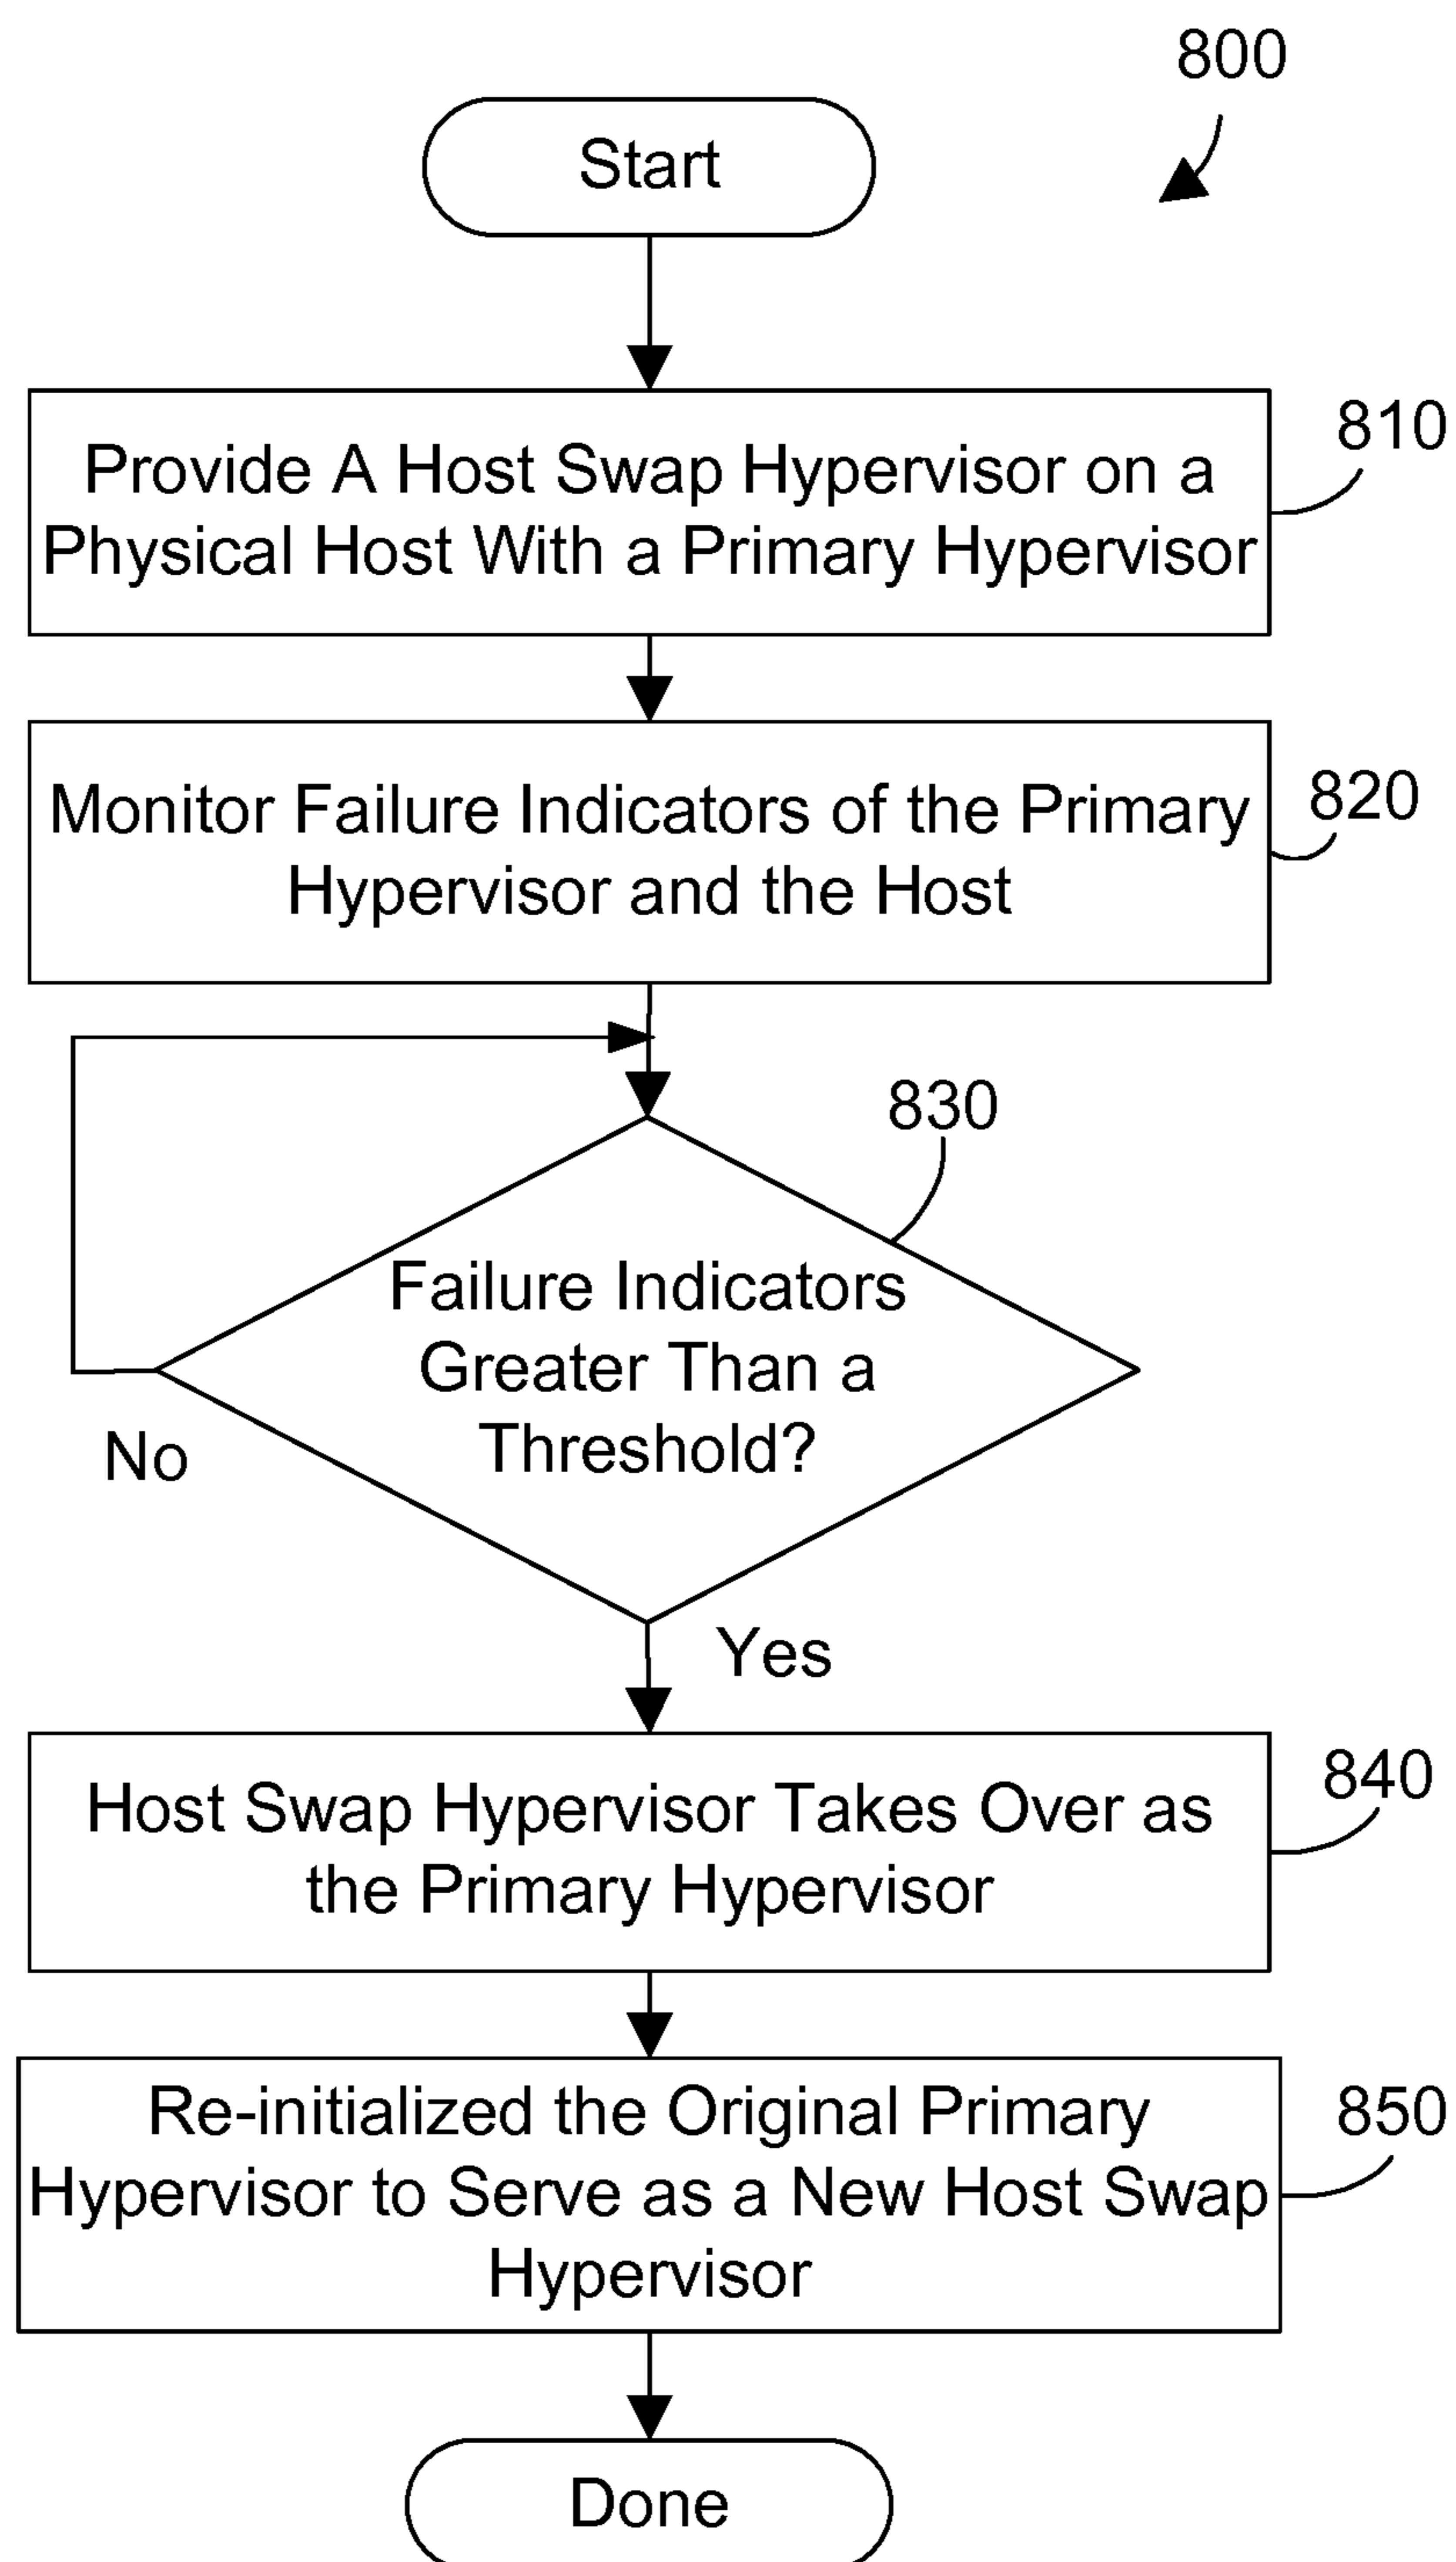 800
Start
Provide A Host Swap Hypervisor on a
Physical Host With a Primary Hypervisor
810
Monitor Failure Indicators of the Primary
Hypervisor and the Host
820
830
Failure Indicators
Greater Than a
Threshold?
No
Yes
Host Swap Hypervisor Takes Over as
the Primary Hypervisor
840
Re-initialized the Original Primary
Hypervisor to Serve as a New Host Swap
Hypervisor
850
Done